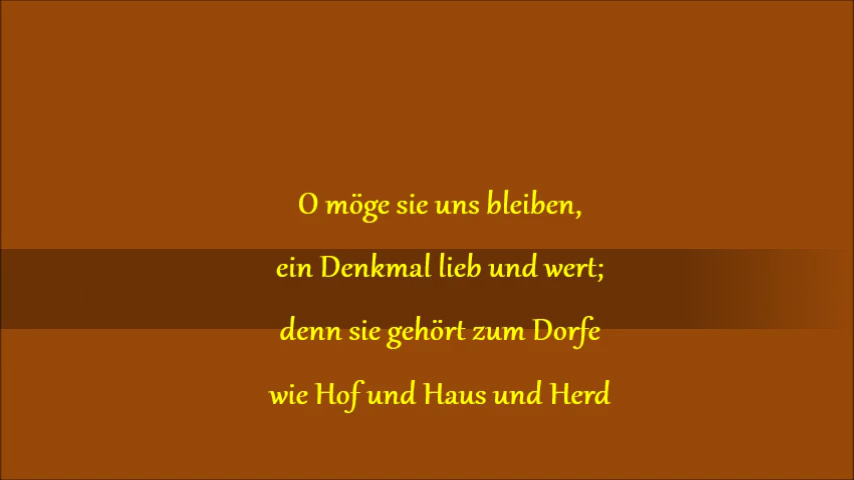 O möge sie uns bleiben,
ein Denkmal lieb und wert;
denn sie gehört zum Dorfe
wie Hof und Haus und Herd